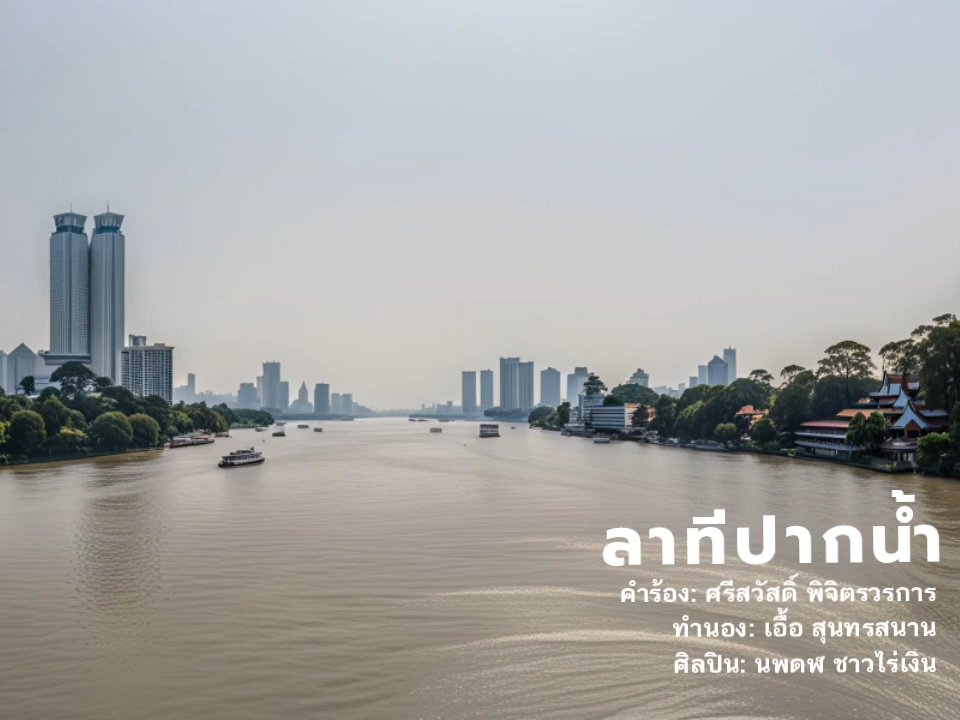 ลาทีปากน้ำ
คำร้อง: ศรีสวัสดิ์ พิจิตรวรการ
ทำนอง: เอื้อ สุนทรสนาน
ศิลปิน: นพดฬ ชาวไร่เงิน